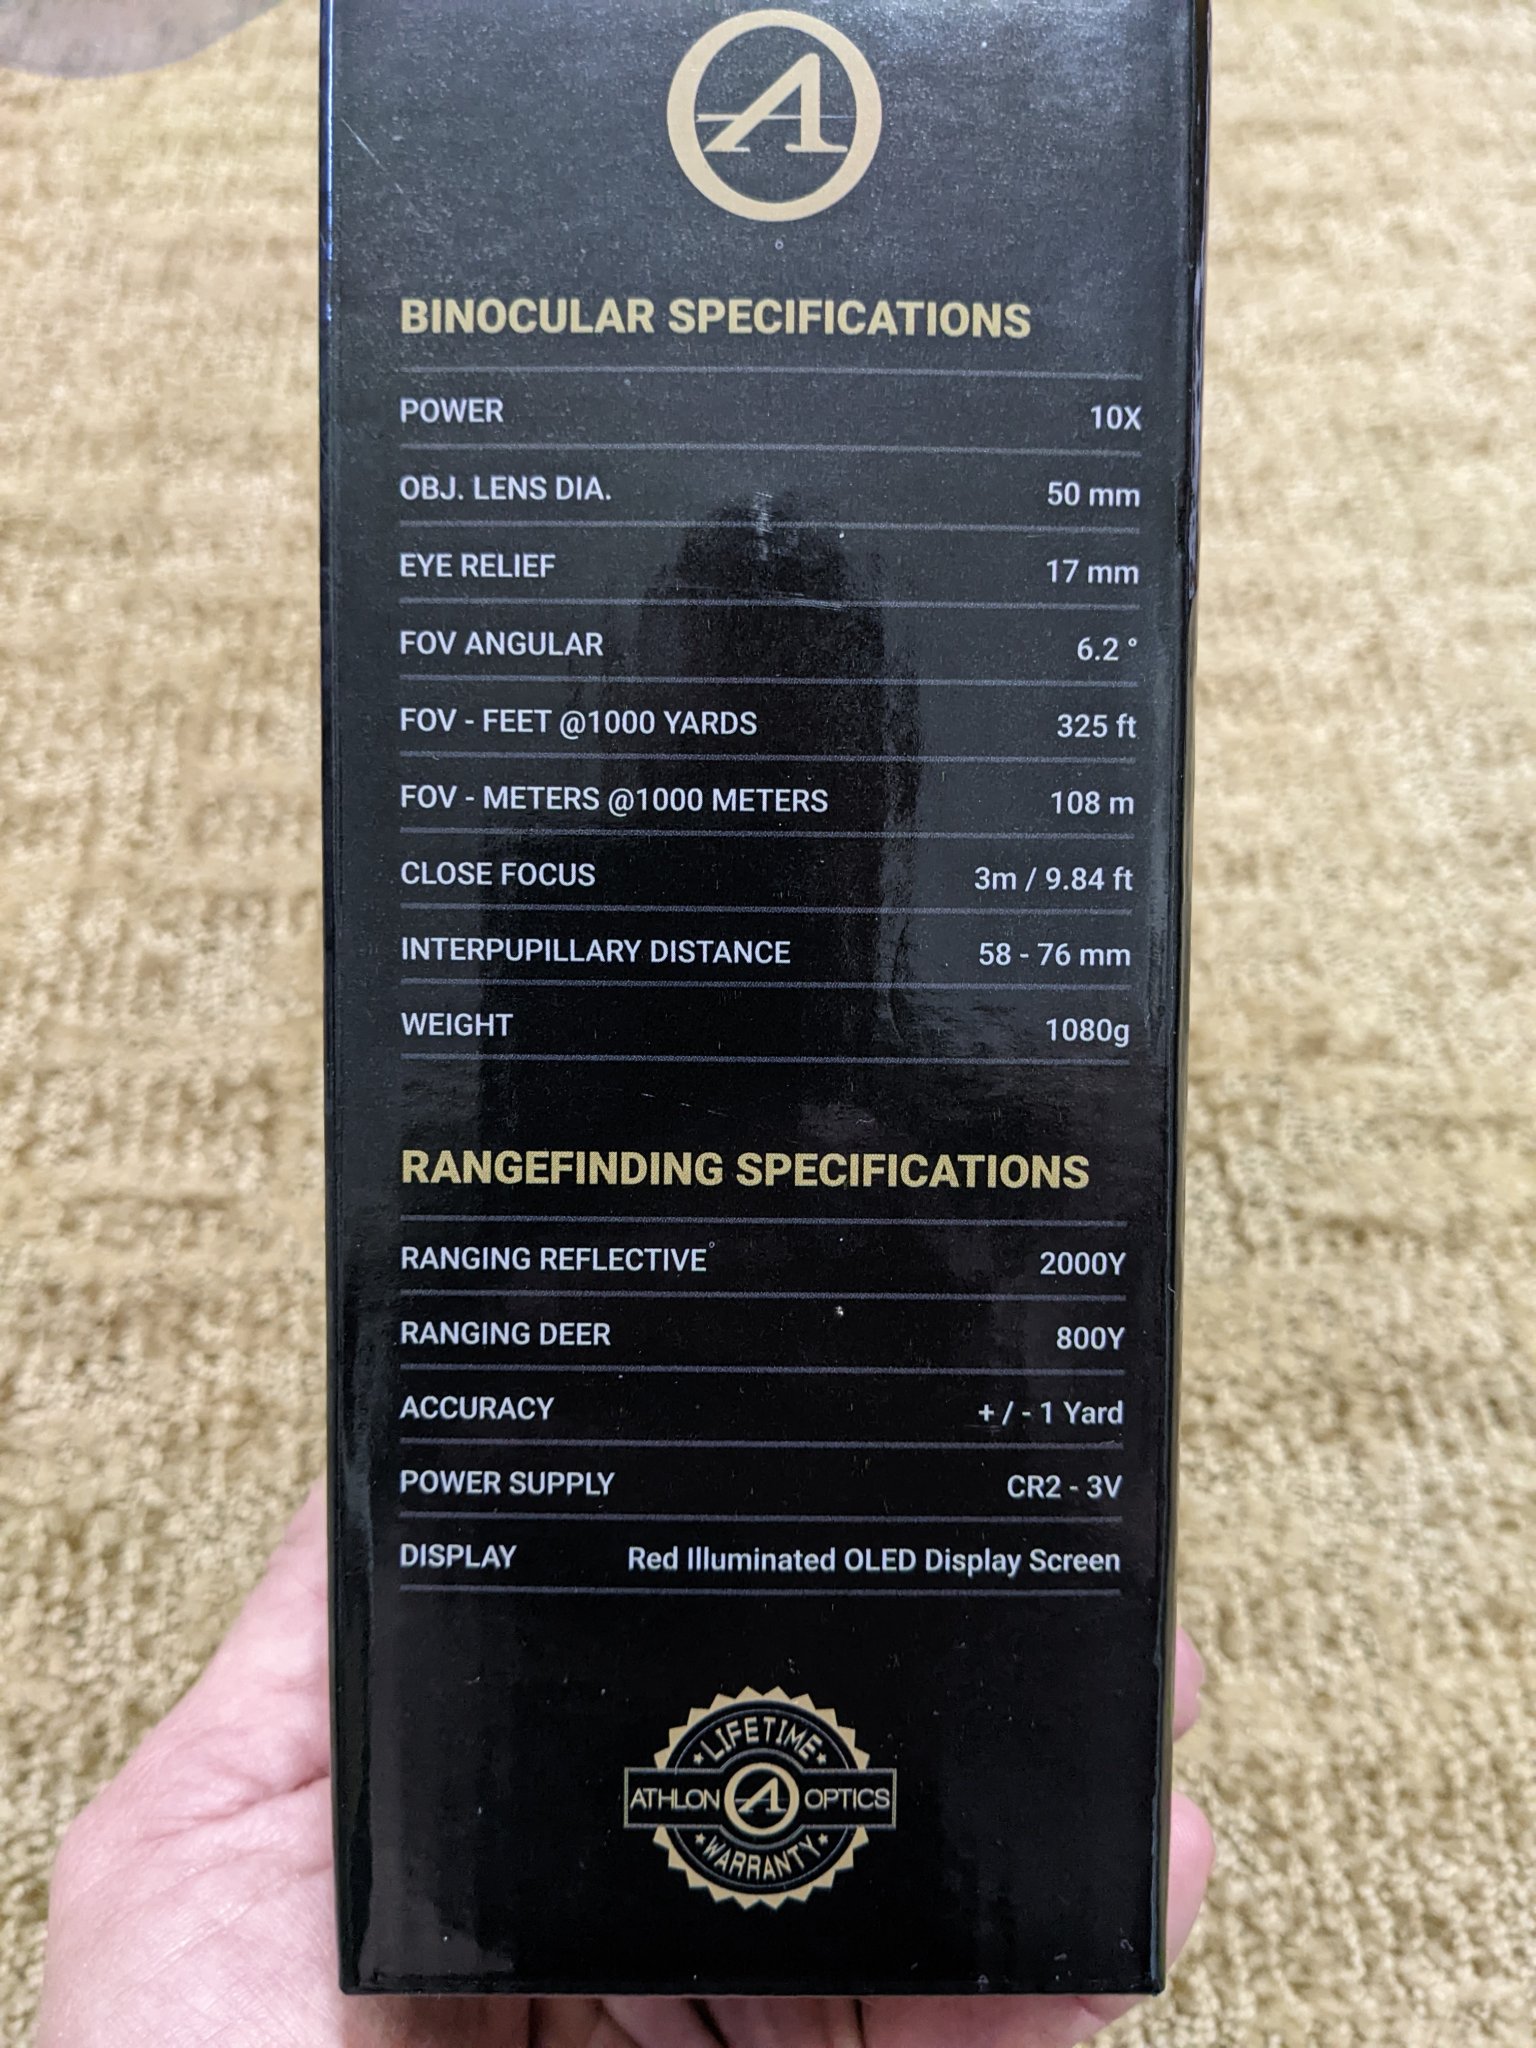 A
BINOCULAR SPECIFICATIONS
POWER 10X
OBJ. LENS DIA. 50 mm
EYE RELIEF 17 mm
FOV ANGULAR 6.2 °
FOV - FEET @1000 YARDS 325 ft
FOV - METERS @1000 METERS 108 m
CLOSE FOCUS 3m / 9.84 ft
INTERPUPILLARY DISTANCE 58 - 76 mm
WEIGHT 1080g
RANGEFINDING SPECIFICATIONS
RANGING REFLECTIVE 2000Y
RANGING DEER 800Y
ACCURACY + / - 1 Yard
POWER SUPPLY CR2 - 3V
DISPLAY Red Illuminated OLED Display Screen
LIFETIME
ATHLON A OPTICS
WARRANTY